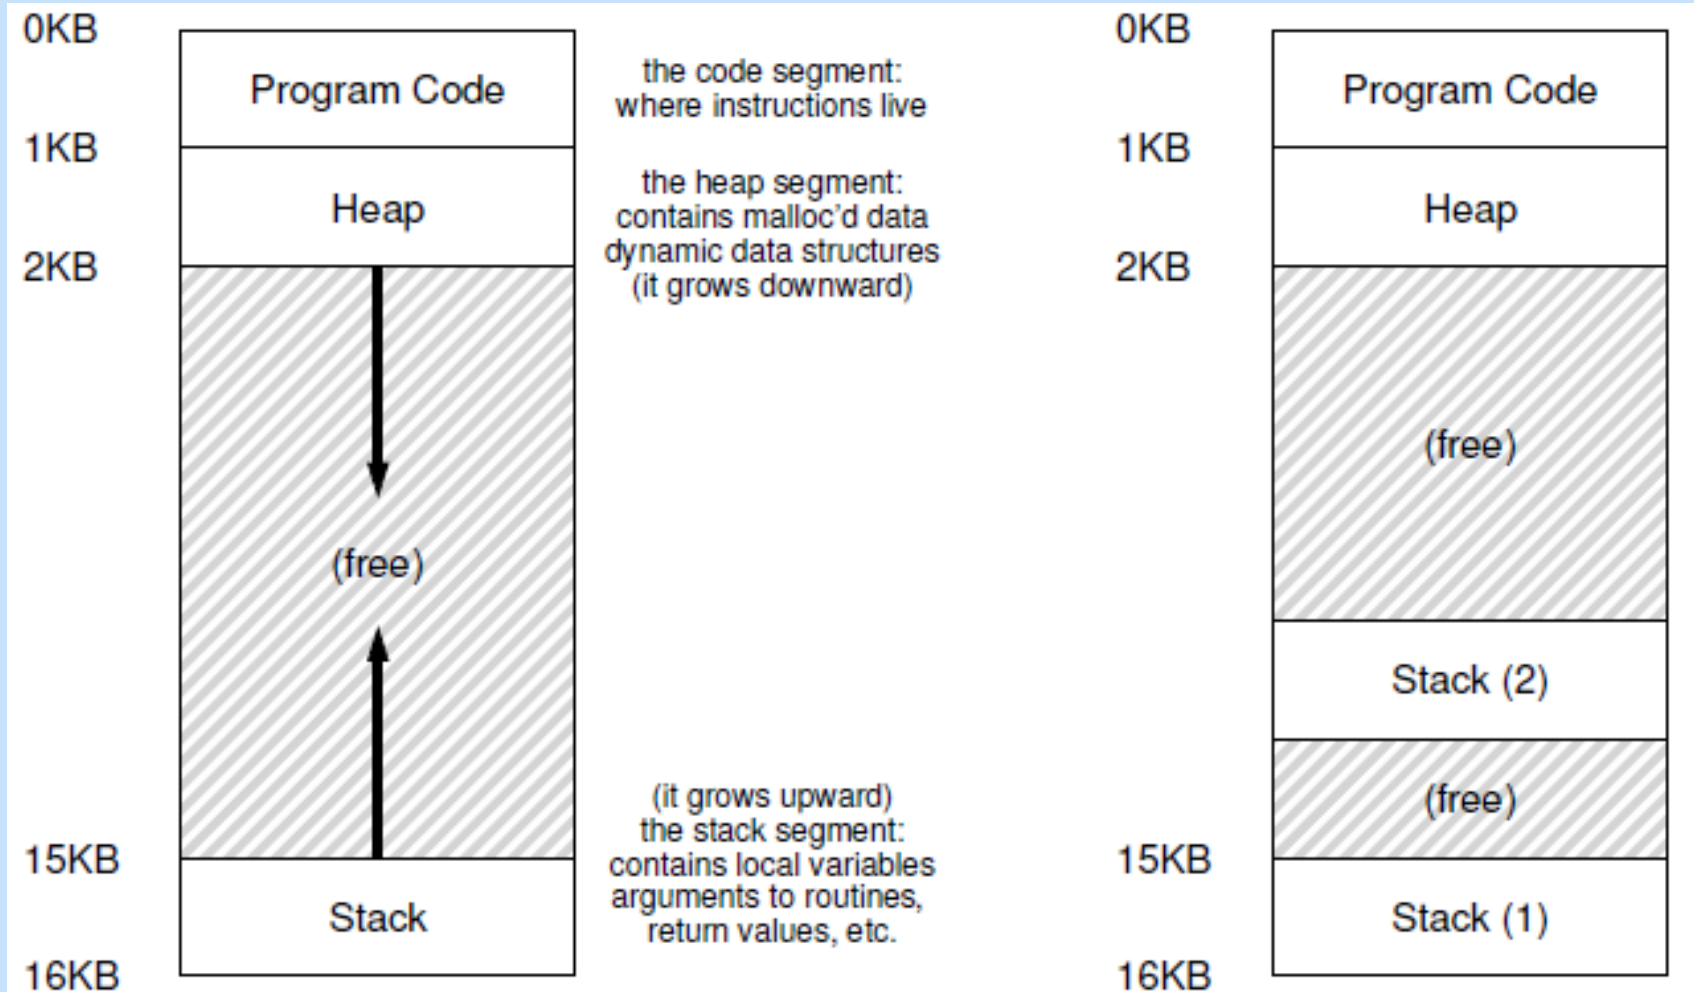 0KB
Program Code
the code segment:
where instructions live
1KB
Heap
the heap segment:
contains malloc'd data
dynamic data structures
(it grows downward)
2KB
(free)
(it grows upward)
the stack segment:
contains local variables
arguments to routines,
return values, etc.
15KB
Stack
16KB
0KB
Program Code
1KB
Heap
2KB
(free)
Stack (2)
(free)
15KB
Stack (1)
16KB